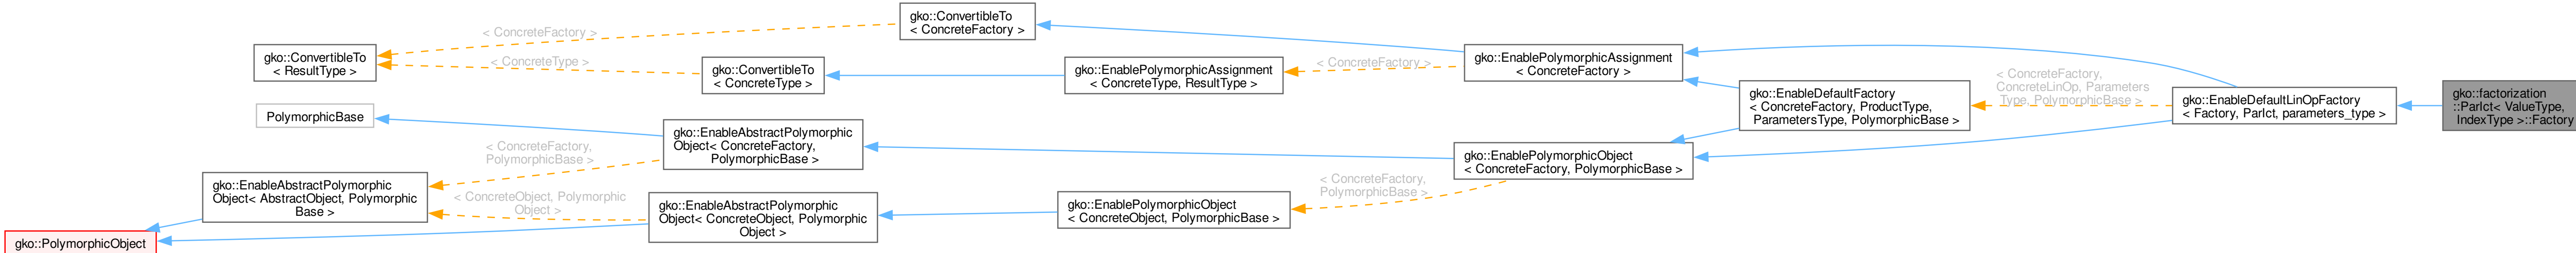 gko::ConvertibleTo
< ConcreteFactory >
< ConcreteFactory >
gko::ConvertibleTo
< ResultType >
< ConcreteType >
gko::ConvertibleTo
< ConcreteType >
gko::EnablePolymorphicAssignment
< ConcreteType, ResultType >
< ConcreteFactory >
gko::EnablePolymorphicAssignment
< ConcreteFactory >
gko::EnableDefaultFactory
< ConcreteFactory, ProductType,
ParametersType, PolymorphicBase >
< ConcreteFactory,
ConcreteLinOp, Parameters
Type, PolymorphicBase >
gko::EnableDefaultLinOpFactory
< Factory, ParIct, parameters_type >
gko::factorization
::ParIct< ValueType,
IndexType >::Factory
PolymorphicBase
gko::EnableAbstractPolymorphic
Object< ConcreteFactory,
PolymorphicBase >
< ConcreteFactory,
PolymorphicBase >
gko::EnablePolymorphicObject
< ConcreteFactory, PolymorphicBase >
gko::EnableAbstractPolymorphic
Object< AbstractObject, Polymorphic
Base >
< ConcreteObject, Polymorphic
Object >
gko::EnableAbstractPolymorphic
Object< ConcreteObject, Polymorphic
Object >
gko::EnablePolymorphicObject
< ConcreteObject, PolymorphicBase >
< ConcreteFactory,
PolymorphicBase >
gko::PolymorphicObject